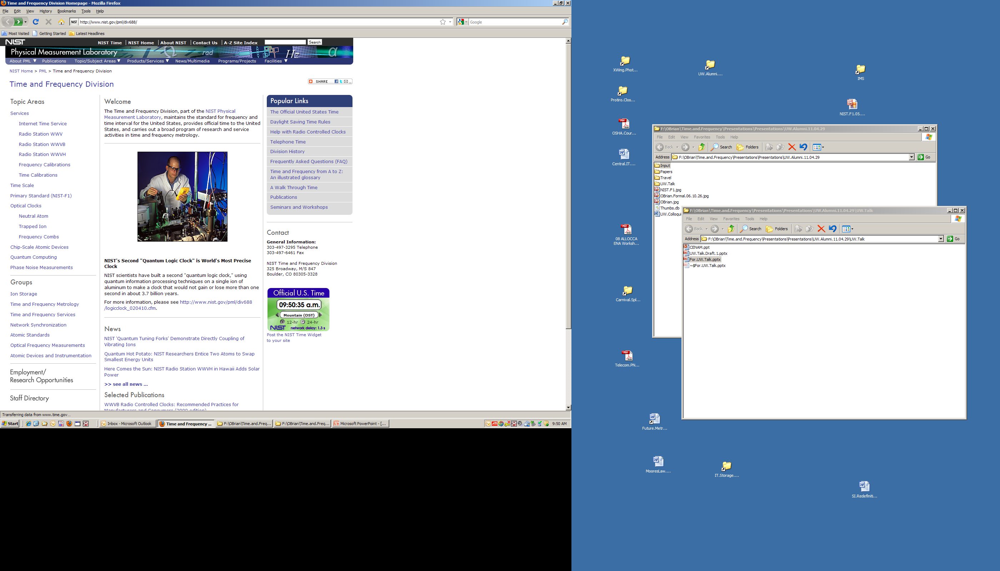 Time and Frequency Division Homepage - Mozilla Firefox
File Edit View History Bookmarks Tools Help
NIST http://www.nist.gov/pml/div688/ Google
Most Visited Getting Started Latest Headlines
NIST NIST Time NIST Home About NIST Contact Us A-Z Site Index Search
Physical Measurement Laboratory Ω rad Hz α
About PML Publications Topic/Subject Areas Products/Services News/Multimedia Programs/Projects Facilities
NIST Home > PML > Time and Frequency Division
Time and Frequency Division
SHARE ...
Topic Areas
Services
Internet Time Service
Radio Station WWV
Radio Station WWVB
Radio Station WWVH
Frequency Calibrations
Time Calibrations
Time Scale
Primary Standard (NIST-F1)
Optical Clocks
Neutral Atom
Trapped Ion
Frequency Combs
Chip-Scale Atomic Devices
Quantum Computing
Phase Noise Measurements
Groups
Ion Storage
Time and Frequency Metrology
Time and Frequency Services
Network Synchronization
Atomic Standards
Optical Frequency Measurements
Atomic Devices and Instrumentation
Employment/
Research Opportunities
Staff Directory
Welcome
The Time and Frequency Division, part of the NIST Physical
Measurement Laboratory, maintains the standard for frequency and
time interval for the United States, provides official time to the United
States, and carries out a broad program of research and service
activities in time and frequency metrology.
NIST's Second "Quantum Logic Clock" is World's Most Precise
Clock
NIST scientists have built a second "quantum logic clock," using
quantum information processing techniques on a single ion of
aluminum to make a clock that would not gain or lose more than one
second in about 3.7 billion years.
For more information, please see http://www.nist.gov/pml/div688
/logicclock_020410.cfm.
News
NIST 'Quantum Tuning Forks' Demonstrate Directly Coupling of
Vibrating Ions
Quantum Hot Potato: NIST Researchers Entice Two Atoms to Swap
Smallest Energy Units
Here Comes the Sun: NIST Radio Station WWVH in Hawaii Adds Solar
Power
>> see all news ...
Selected Publications
WWVB Radio Controlled Clocks: Recommended Practices for
Manufacturers and Consumers (2009 edition)
Popular Links
The Official United States Time
Daylight Saving Time Rules
Help with Radio Controlled Clocks
Telephone Time
Division History
Frequently Asked Questions (FAQ)
Time and Frequency from A to Z:
An illustrated glossary
A Walk Through Time
Publications
Seminars and Workshops
Contact
General Information:
303-497-3295 Telephone
303-497-6461 Fax
NIST Time and Frequency Division
325 Broadway, M/S 847
Boulder, CO 80305-3328
Official U.S. Time
09:50:35 a.m.
Mountain (DST)
12-hr 24-hr
NIST network delay: 1.3 s
Post the NIST Time Widget
to your site
Transferring data from www.time.gov...
Start Inbox - Microsoft Outlook Time and Frequency ... F:\OBrian\Time.and.Freq... F:\OBrian\Time.and.Freq... Microsoft PowerPoint - [... ATI 9:50 AM
XWing.Phot...
UW.Alumni....
IMS
Protiro.Clos...
NIST.F1.05....
PDF
Adobe
OSHA.Cour...
Central.IT....
PDF
Adobe
08 ALLOCCA
ENA Worksh...
Carnival.Spl...
PDF
Adobe
Telecom.PN...
Future.Metr...
MooresLaw....
IT.Storage....
SI.Redefiniti...
F:\OBrian\Time.and.Frequency\Presentations\Presentations\UW.Alumni.11.04.29
File Edit View Favorites Tools Help
Back Search Folders
Address F:\OBrian\Time.and.Frequency\Presentations\Presentations\UW.Alumni.11.04.29 Go
Input
Papers
Travel
UW.Talk
NIST.F1.jpg
OBrian.Formal.06.10.26.jpg
OBrian.jpg
Thumbs.db
UW.Colloqui
F:\OBrian\Time.and.Frequency\Presentations\Presentations\UW.Alumni.11.04.29\UW.Talk
File Edit View Favorites Tools Help
Back Search Folders
Address F:\OBrian\Time.and.Frequency\Presentations\Presentations\UW.Alumni.11.04.29\UW.Talk Go
CENAM.ppt
UW.Talk.Draft.1.pptx
For.UW.Talk.pptx
~$For.UW.Talk.pptx